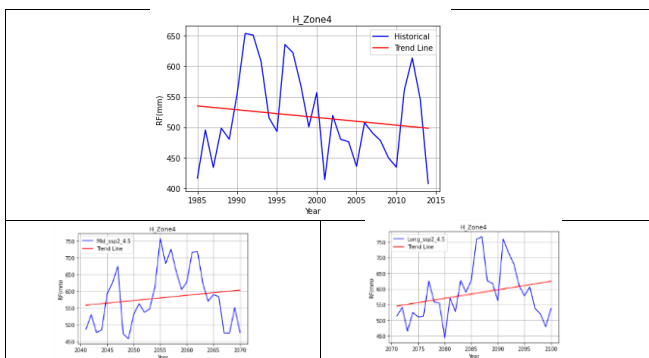 H_Zone4
Historical
Trend Line
RF(mm)
650
600
550
500
450
400
1985 1990 1995 2000 2005 2010 2015
Year
H_Zone4
Mid_ssp2_4.5
Trend Line
RF(mm)
750
700
650
600
550
500
450
2040 2045 2050 2055 2060 2065 2070
Year
H_Zone4
Long_ssp2_4.5
Trend Line
RF(mm)
750
700
650
600
550
500
450
2070 2075 2080 2085 2090 2095 2100
Year